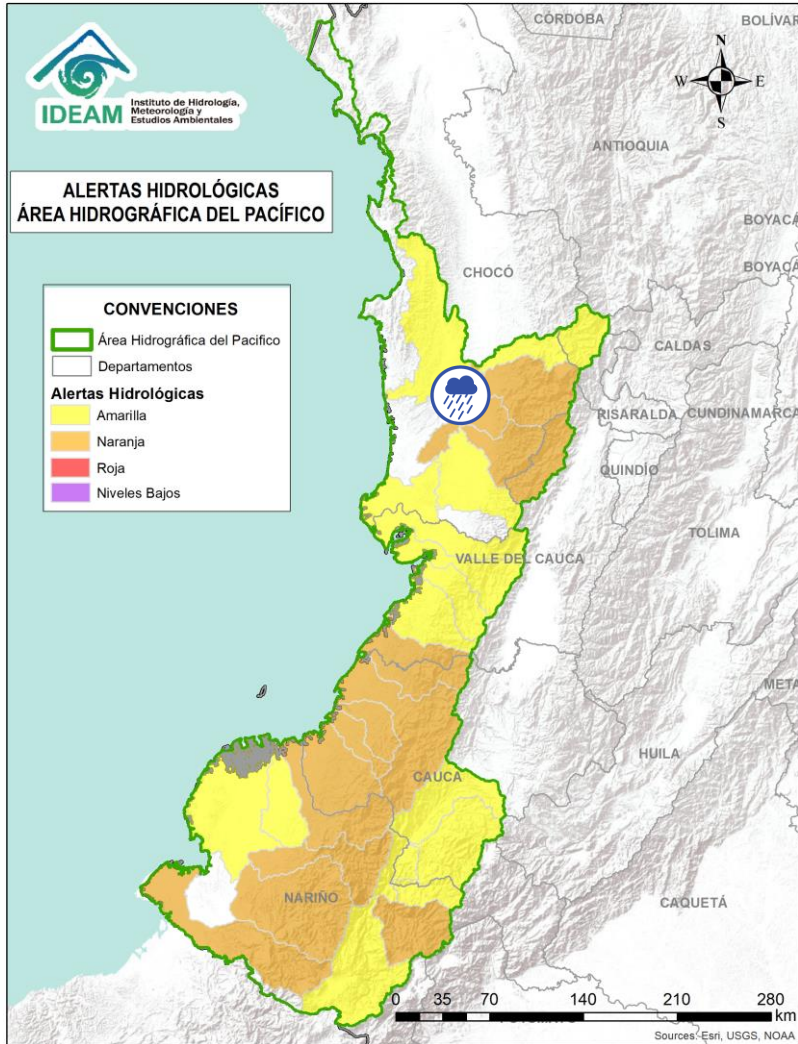 IDEAM
Instituto de Hidrología,
Meteorología y
Estudios Ambientales
CÓRDOBA
BOLÍVAR
N
W
E
S
ANTIOQUIA
ALERTAS HIDROLÓGICAS
ÁREA HIDROGRÁFICA DEL PACÍFICO
BOYACÁ
CHOCÓ
BOYACÁ
CONVENCIONES
Área Hidrográfica del Pacifico
Departamentos
Alertas Hidrológicas
Amarilla
Naranja
Roja
Niveles Bajos
CALDAS
RISARALDA
CUNDINAMARCA
QUINDÍO
TOLIMA
VALLE DEL CAUCA
META
HUILA
CAUCA
NARIÑO
CAQUETÁ
0 35 70 140 210 280
km
Sources: Esri, USGS, NOAA